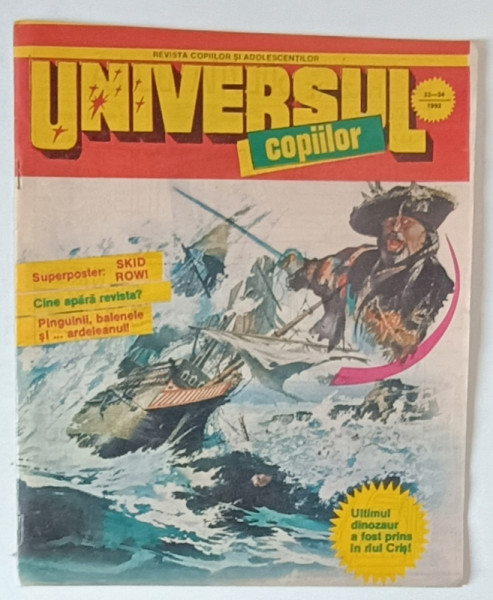 REVISTA COPIILOR ȘI ADOLESCENȚILOR
UNIVERSUL
copiilor
33—34
1992
Superposter: SKID
ROW!
Cine apără revista?
Pinguinii, balenele
și ... ardeleanul!
Ultimul
dinozaur
a fost prins
în rîul Criș!